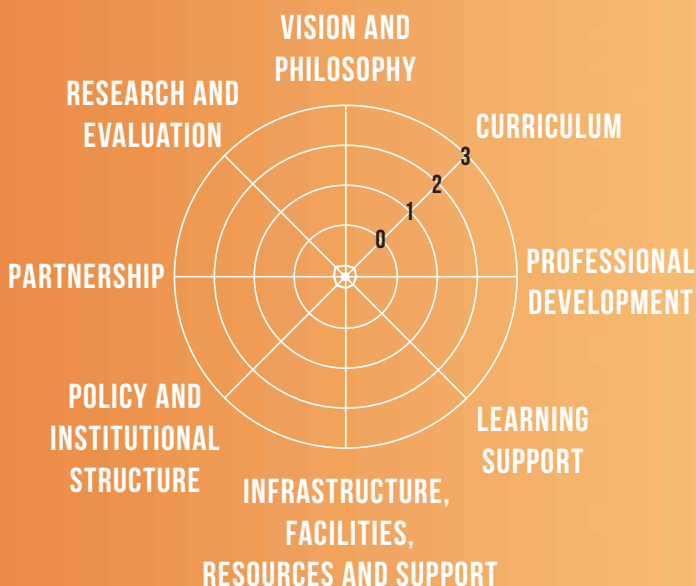 VISION AND
PHILOSOPHY
RESEARCH AND
EVALUATION
CURRICULUM
3
2
1
0
PARTNERSHIP
PROFESSIONAL
DEVELOPMENT
POLICY AND
INSTITUTIONAL
STRUCTURE
LEARNING
SUPPORT
INFRASTRUCTURE,
FACILITIES,
RESOURCES AND SUPPORT